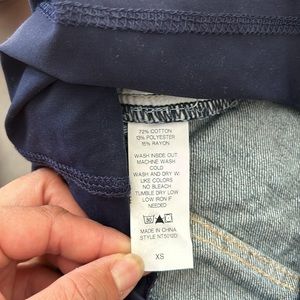 72% COTTON
13% POLYESTER
15% RAYON
WASH INSIDE OUT
MACHINE WASH
COLD
WASH AND DRY W/
LIKE COLORS
NO BLEACH
TUMBLE DRY LOW
LOW IRON IF
NEEDED
30
MADE IN CHINA
XS